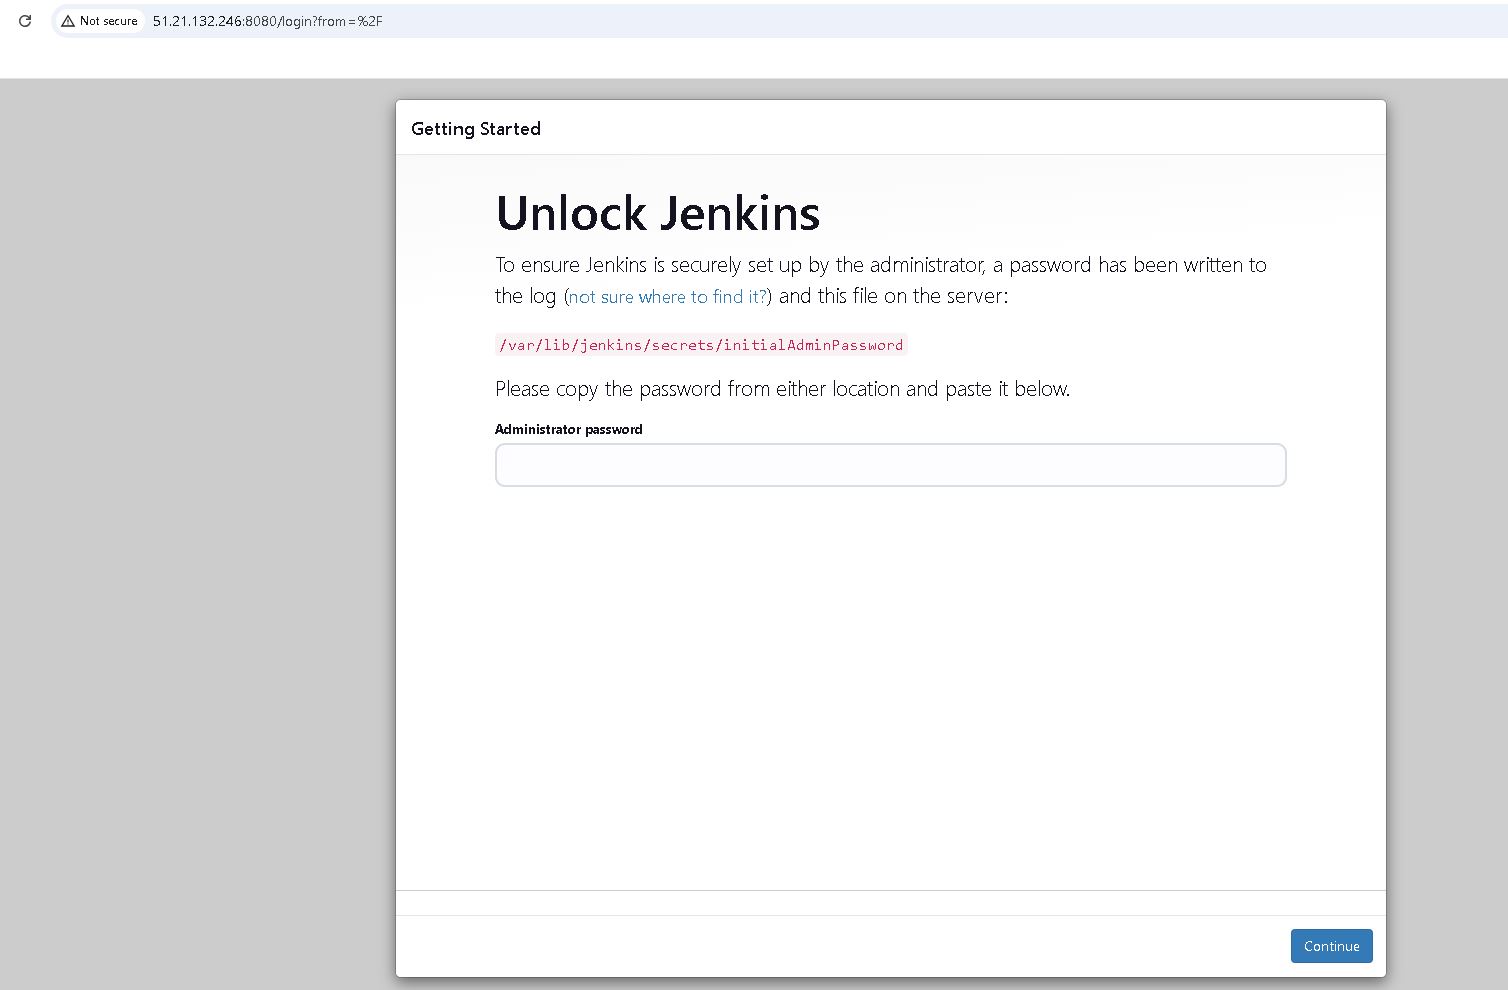 Not secure 51.21.132.246:8080/login?from=%2F
Getting Started
Unlock Jenkins
To ensure Jenkins is securely set up by the administrator, a password has been written to
the log (not sure where to find it?) and this file on the server:
/var/lib/jenkins/secrets/initialAdminPassword
Please copy the password from either location and paste it below.
Administrator password
Continue